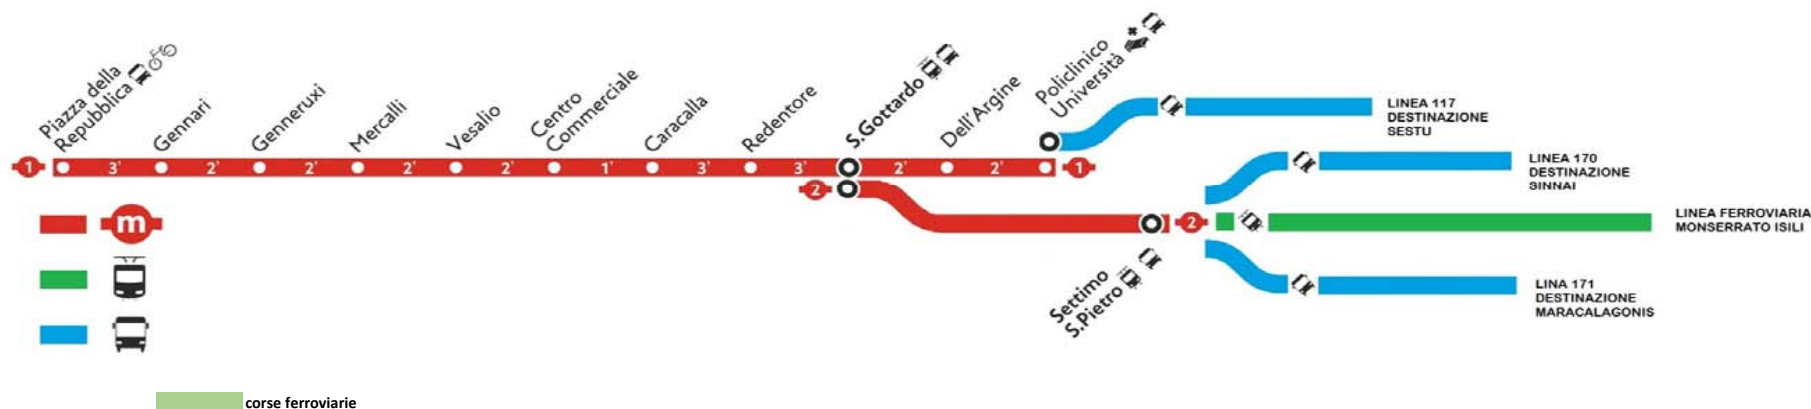 Piazza della
Repubblica
Gennari
Genneruxi
Mercalli
Vesalio
Centro
Commerciale
Caracalla
Redentore
S.Gottardo
Dell'Argine
Policlinico
Università
LINEA 117
DESTINAZIONE
SESTU
1 3' 2' 2' 2' 2' 1' 3' 3' 2' 2' 1
LINEA 170
DESTINAZIONE
SINNAI
2
m
2
LINEA FERROVIARIA
MONSERRATO ISILI
Settimo
S.Pietro
LINA 171
DESTINAZIONE
MARACALAGONIS
corse ferroviarie